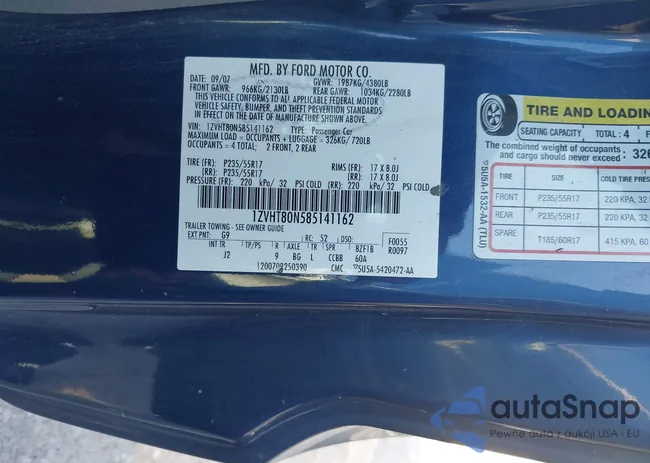 MFD. BY FORD MOTOR CO.
09/07 GVWR: 1987KG/4380LB
FRONT GAWR: 966KG/2130LB REAR GAWR: 1034KG/2280LB
THIS VEHICLE CONFORMS TO ALL APPLICABLE FEDERAL MOTOR
VEHICLE SAFETY, BUMPER, AND THEFT PREVENTION STANDARDS
IN EFFECT ON THE DATE OF MANUFACTURE SHOWN ABOVE.
VIN: 1ZVHT80N585141162 TYPE: Passenger Car
MAXIMUM LOAD = OCCUPANTS + LUGGAGE = 326KG/ 720LB
OCCUPANTS = 4 TOTAL: 2 FRONT, 2 REAR
TIRE (FR): P235/55R17 RIMS (FR): 17 X 8.0J
(RR): P235/55R17 (RR): 17 X 8.0J
PRESSURE (FR): 220 kPa/ 32 PSI COLD (RR): 220 kPa/ 32 PSI COLD
1ZVHT80N585141162
TRAILER TOWING - SEE OWNER GUIDE
EXT PNT: G9 RC: 52 DSO: F0055
R0097
INT TR TP/PS R AXLE TR SPR BZF1B
J2 9 BG L CCBB 60A
CMC 5U5A-5420472-AA
5U5A-1532-AA (TLU)
TIRE AND LOADIN
SEATING CAPACITY TOTAL: 4
The combined weight of occupants
and cargo should never exceed: 326
TIRE SIZE COLD TIRE PRES
FRONT P235/55R17 220 KPA, 32
REAR P235/55R17 220 KPA, 32
SPARE T185/60R17 415 KPA, 60
autaSnap
Pewne auta z aukcji USA i EU